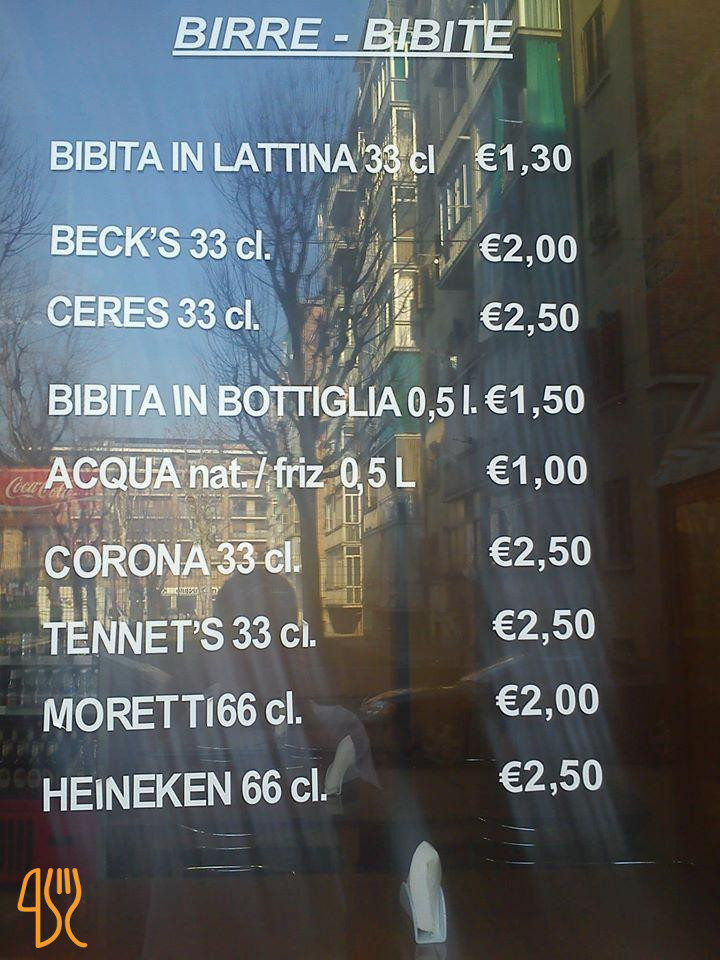 BIRRE - BIBITE
BIBITA IN LATTINA 33 cl €1,30
BECK'S 33 cl. €2,00
CERES 33 cl. €2,50
BIBITA IN BOTTIGLIA 0,5 l. €1,50
ACQUA nat. / friz 0,5 L €1,00
Coca-Cola
CORONA 33 cl. €2,50
TENNET'S 33 cl. €2,50
MORETTI 66 cl. €2,00
HEINEKEN 66 cl. €2,50